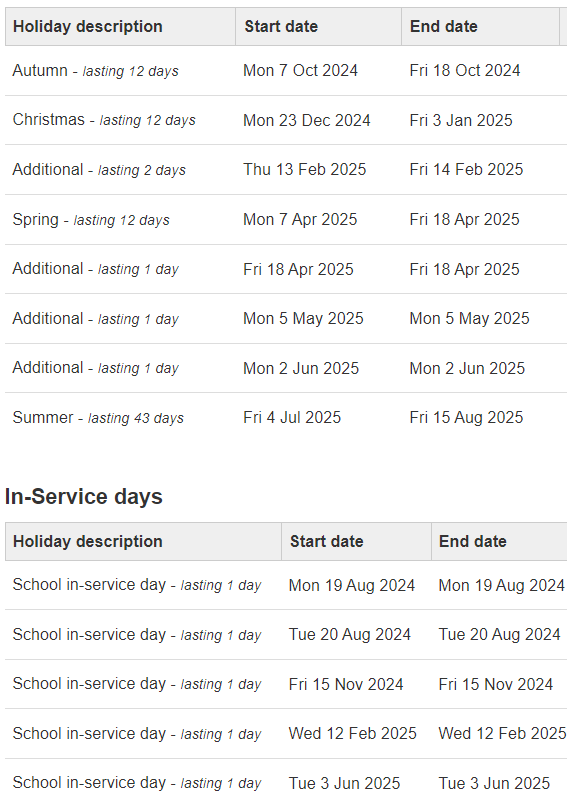 Holiday description Start date End date
Autumn - lasting 12 days Mon 7 Oct 2024 Fri 18 Oct 2024
Christmas - lasting 12 days Mon 23 Dec 2024 Fri 3 Jan 2025
Additional - lasting 2 days Thu 13 Feb 2025 Fri 14 Feb 2025
Spring - lasting 12 days Mon 7 Apr 2025 Fri 18 Apr 2025
Additional - lasting 1 day Fri 18 Apr 2025 Fri 18 Apr 2025
Additional - lasting 1 day Mon 5 May 2025 Mon 5 May 2025
Additional - lasting 1 day Mon 2 Jun 2025 Mon 2 Jun 2025
Summer - lasting 43 days Fri 4 Jul 2025 Fri 15 Aug 2025
In-Service days
Holiday description Start date End date
School in-service day - lasting 1 day Mon 19 Aug 2024 Mon 19 Aug 2024
School in-service day - lasting 1 day Tue 20 Aug 2024 Tue 20 Aug 2024
School in-service day - lasting 1 day Fri 15 Nov 2024 Fri 15 Nov 2024
School in-service day - lasting 1 day Wed 12 Feb 2025 Wed 12 Feb 2025
School in-service day - lasting 1 day Tue 3 Jun 2025 Tue 3 Jun 2025